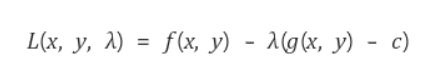 L(x, y, λ) = f(x, y) - λ(g(x, y) - c)